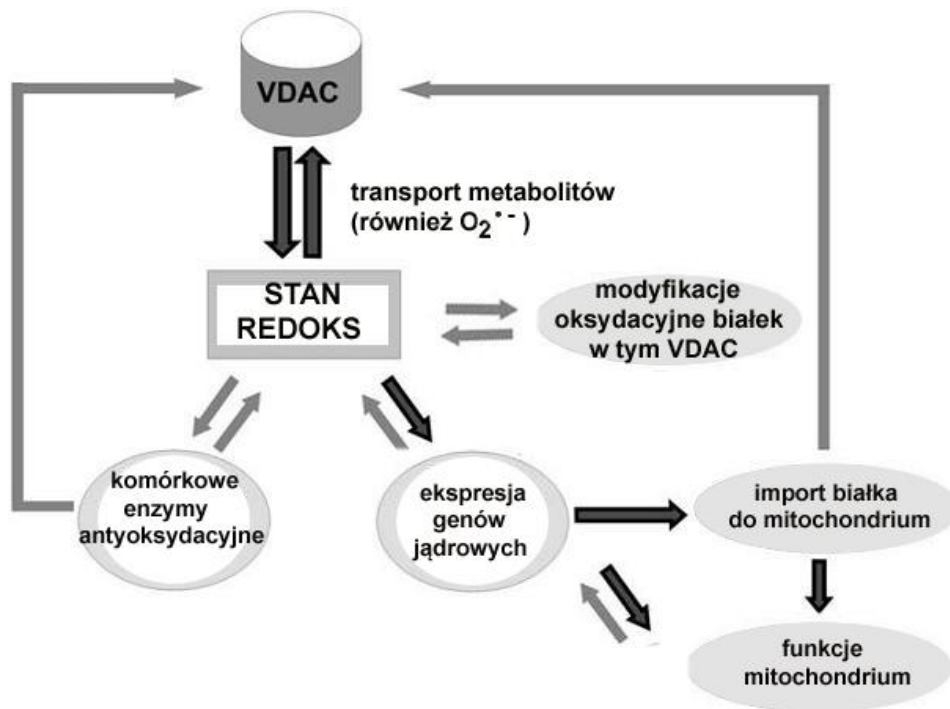 VDAC
transport metabolitów
(również O₂•⁻ )
STAN
REDOKS
modyfikacje
oksydacyjne białek
w tym VDAC
komórkowe
enzymy
antyoksydacyjne
ekspresja
genów
jądrowych
import białka
do mitochondrium
funkcje
mitochondrium